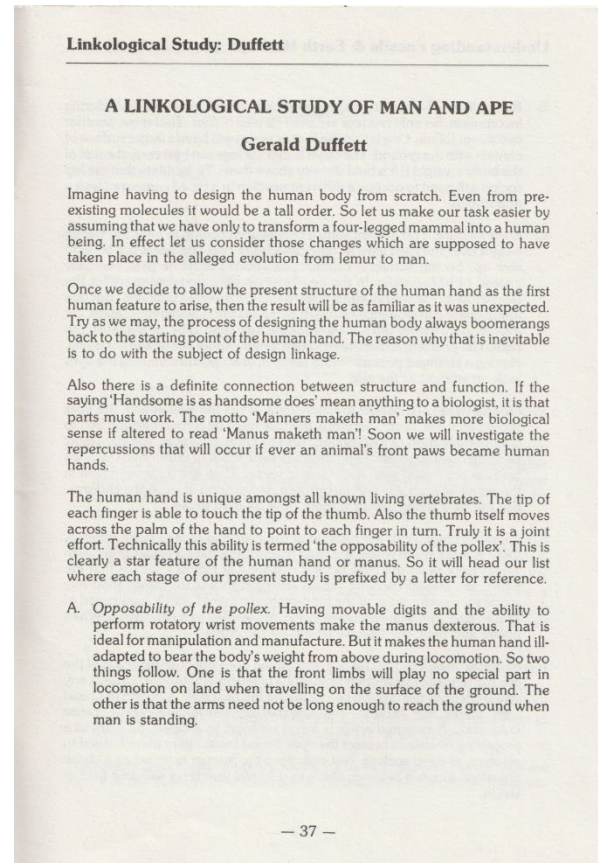 Linkological Study: Duffett
A LINKOLOGICAL STUDY OF MAN AND APE
Gerald Duffett
Imagine having to design the human body from scratch. Even from pre-
existing molecules it would be a tall order. So let us make our task easier by
assuming that we have only to transform a four-legged mammal into a human
being. In effect let us consider those changes which are supposed to have
taken place in the alleged evolution from lemur to man.
Once we decide to allow the present structure of the human hand as the first
human feature to arise, then the result will be as familiar as it was unexpected.
Try as we may, the process of designing the human body always boomerangs
back to the starting point of the human hand. The reason why that is inevitable
is to do with the subject of design linkage.
Also there is a definite connection between structure and function. If the
saying ‘Handsome is as handsome does’ mean anything to a biologist, it is that
parts must work. The motto ‘Manners maketh man’ makes more biological
sense if altered to read ‘Manus maketh man’! Soon we will investigate the
repercussions that will occur if ever an animal’s front paws became human
hands.
The human hand is unique amongst all known living vertebrates. The tip of
each finger is able to touch the tip of the thumb. Also the thumb itself moves
across the palm of the hand to point to each finger in turn. Truly it is a joint
effort. Technically this ability is termed ‘the opposability of the pollex’. This is
clearly a star feature of the human hand or manus. So it will head our list
where each stage of our present study is prefixed by a letter for reference.
A. Opposability of the pollex. Having movable digits and the ability to
perform rotatory wrist movements make the manus dexterous. That is
ideal for manipulation and manufacture. But it makes the human hand ill-
adapted to bear the body’s weight from above during locomotion. So two
things follow. One is that the front limbs will play no special part in
locomotion on land when travelling on the surface of the ground. The
other is that the arms need not be long enough to reach the ground when
man is standing.
— 37 —